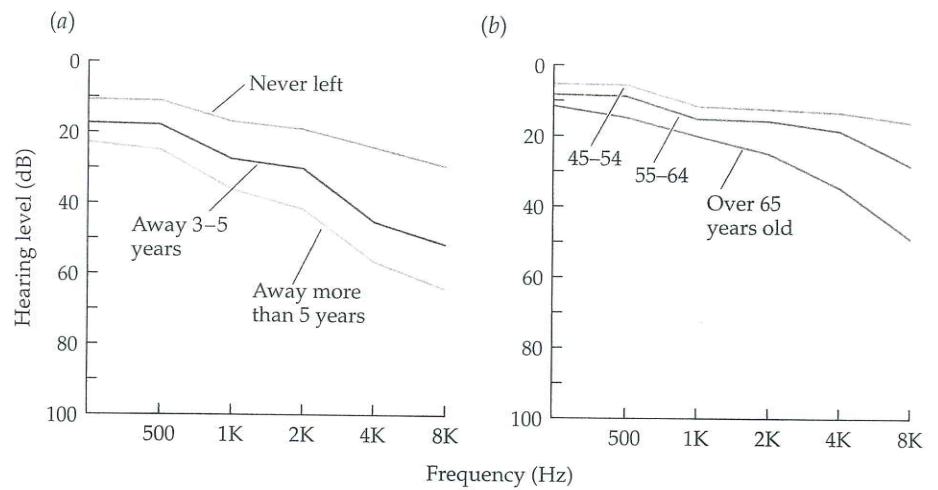 (a)
0
20
40
60
80
100
Hearing level (dB)
Never left
Away 3–5
years
Away more
than 5 years
500 1K 2K 4K 8K
(b)
0
20
40
60
80
100
45–54
55–64
Over 65
years old
500 1K 2K 4K 8K
Frequency (Hz)